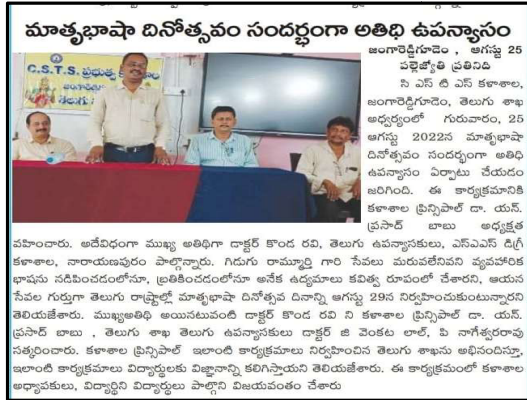 మాతృభాషా దినోత్సవం సందర్భంగా అతిథి ఉపన్యాసం
C.S.T.S. ప్రభుత్వ
జంగారెడ్డిగూడెం , ఆగస్టు 25
పల్లెజ్యోతి ప్రతినిధి
సి ఎస్ టి ఎస్ కళాశాల,
జంగారెడ్డిగూడెం, తెలుగు శాఖ
అధ్వర్యంలో గురువారం, 25
ఆగస్టు 2022న మాతృభాషా
దినోత్సవం సందర్భంగా అతిథి
ఉపన్యాసం ఏర్పాటు చేయడం
జరిగింది. ఈ కార్యక్రమానికి
కళాశాల ప్రిన్సిపాల్ డా. యన్.
ప్రసాద్ బాబు అధ్యక్షత
వహించారు. అదేవిధంగా ముఖ్య అతిథిగా డాక్టర్ కొండ రవి, తెలుగు ఉపన్యాసకులు, ఎస్ఎఎస్ డిగ్రీ
కళాశాల, నారాయణపురం పాల్గొన్నారు. గిడుగు రామ్మూర్తి గారి సేవలు మరువలేనివని వ్యవహారిక
భాషను నడిపించడంలోనూ, బ్రతికించడంలోనూ అనేక ఉద్యమాలు కవిత్వ రూపంలో చేశారని, ఆయన
సేవల గుర్తుగా తెలుగు రాష్ట్రాల్లో మాతృభాషా దినోత్సవ దినాన్ని ఆగస్టు 29న నిర్వహించుకుంటున్నారని
తెలియజేశారు. ముఖ్యఅతిథి అయినటువంటి డాక్టర్ కొండ రవి ని కళాశాల ప్రిన్సిపాల్ డా. యన్.
ప్రసాద్ బాబు , తెలుగు శాఖ తెలుగు ఉపన్యాసకులు డాక్టర్ జి వెంకట లాల్, పి నాగేశ్వరరావు
సత్కరించారు. కళాశాల ప్రిన్సిపాల్ ఇలాంటి కార్యక్రమాలు నిర్వహించిన తెలుగు శాఖను అభినందిస్తూ,
ఇలాంటి కార్యక్రమాలు విద్యార్థులకు విజ్ఞానాన్ని కలిగిస్తాయని తెలియజేశారు. ఈ కార్యక్రమంలో కళాశాల
అధ్యాపకులు, విద్యార్థిని విద్యార్థులు పాల్గొని విజయవంతం చేశారు